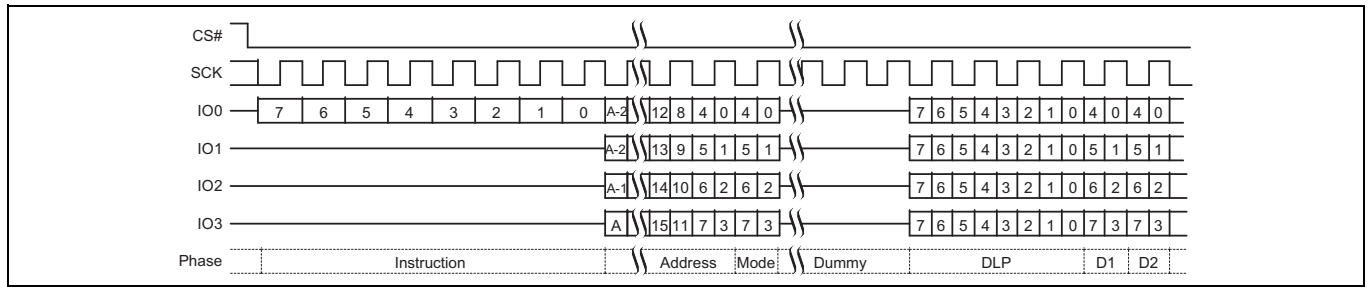 CS#
SCK
IO0 7 6 5 4 3 2 1 0 A-2 12 8 4 0 4 0 7 6 5 4 3 2 1 0 4 0 4 0
IO1 A-2 13 9 5 1 5 1 7 6 5 4 3 2 1 0 5 1 5 1
IO2 A-1 14 10 6 2 6 2 7 6 5 4 3 2 1 0 6 2 6 2
IO3 A 15 11 7 3 7 3 7 6 5 4 3 2 1 0 7 3 7 3
Phase Instruction Address Mode Dummy DLP D1 D2